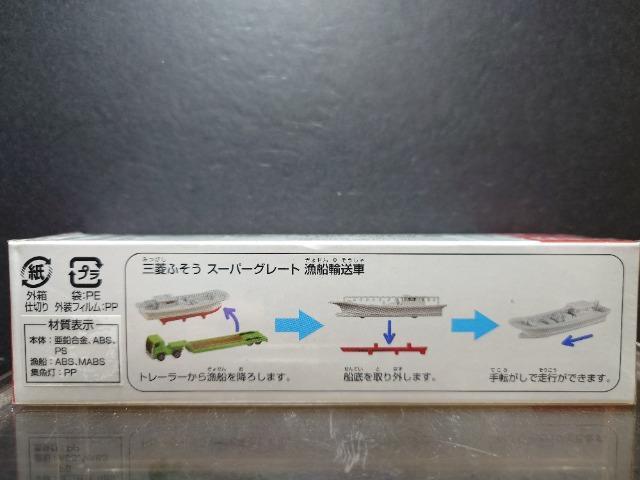 紙
プラ
外箱
仕切り
袋:PE
外装フィルム:PP
材質表示
本体:亜鉛合金、ABS、
PS
漁船:ABS、MABS
集魚灯:PP
みつびし
三菱ふそう スーパーグレート 漁船輸送車
ぎょせん ゆ そうしゃ
ぎょせん お
トレーラーから漁船を降ろします。
せんてい と はず
船底を取り外します。
てころ そうこう
手転がしで走行ができます。